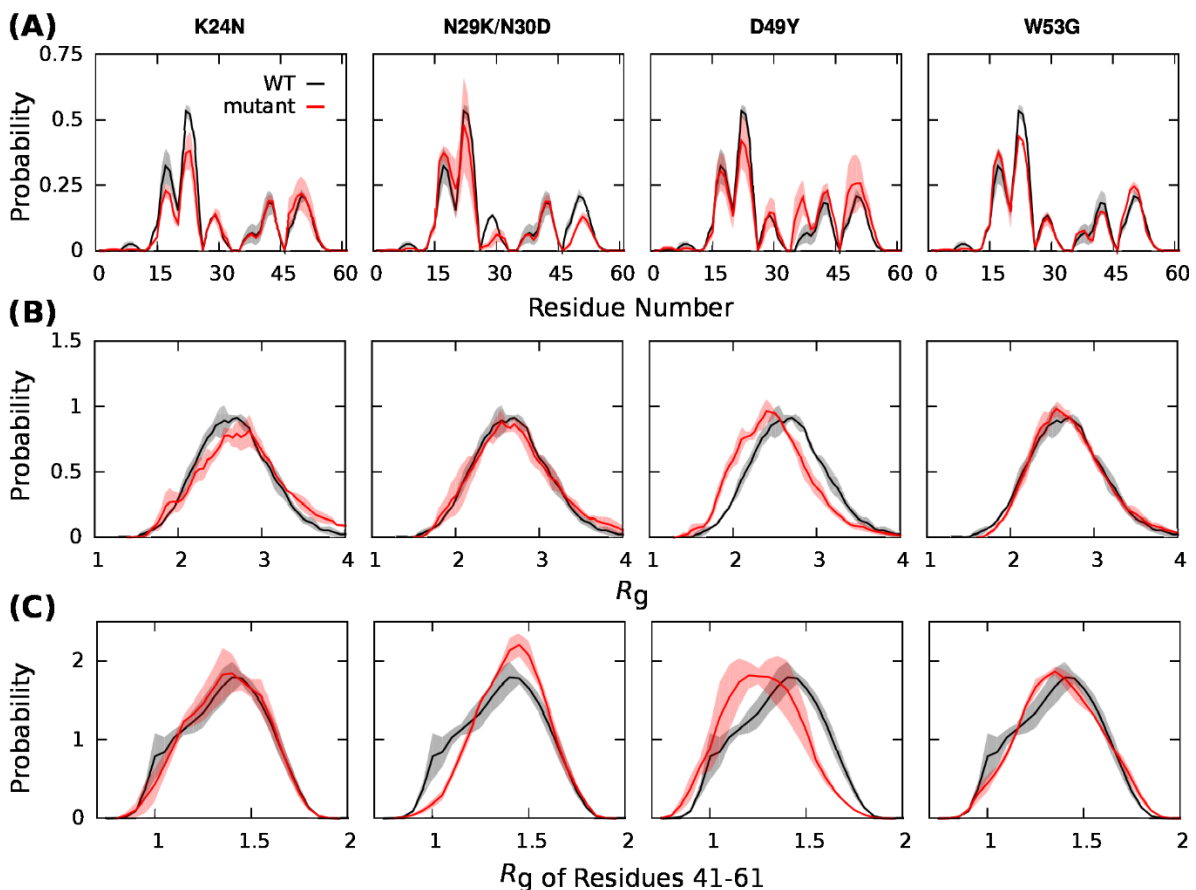 (A)
K24N
N29K/N30D
D49Y
W53G
Probability
0.75
0.5
0.25
0
WT
mutant
0 15 30 45 60
0 15 30 45 60
0 15 30 45 60
0 15 30 45 60
Residue Number
(B)
Probability
1.5
1
0.5
0
1 2 3 4
1 2 3 4
1 2 3 4
1 2 3 4
Rg
(C)
Probability
2
1
0
1 1.5 2
1 1.5 2
1 1.5 2
1 1.5 2
Rg of Residues 41-61